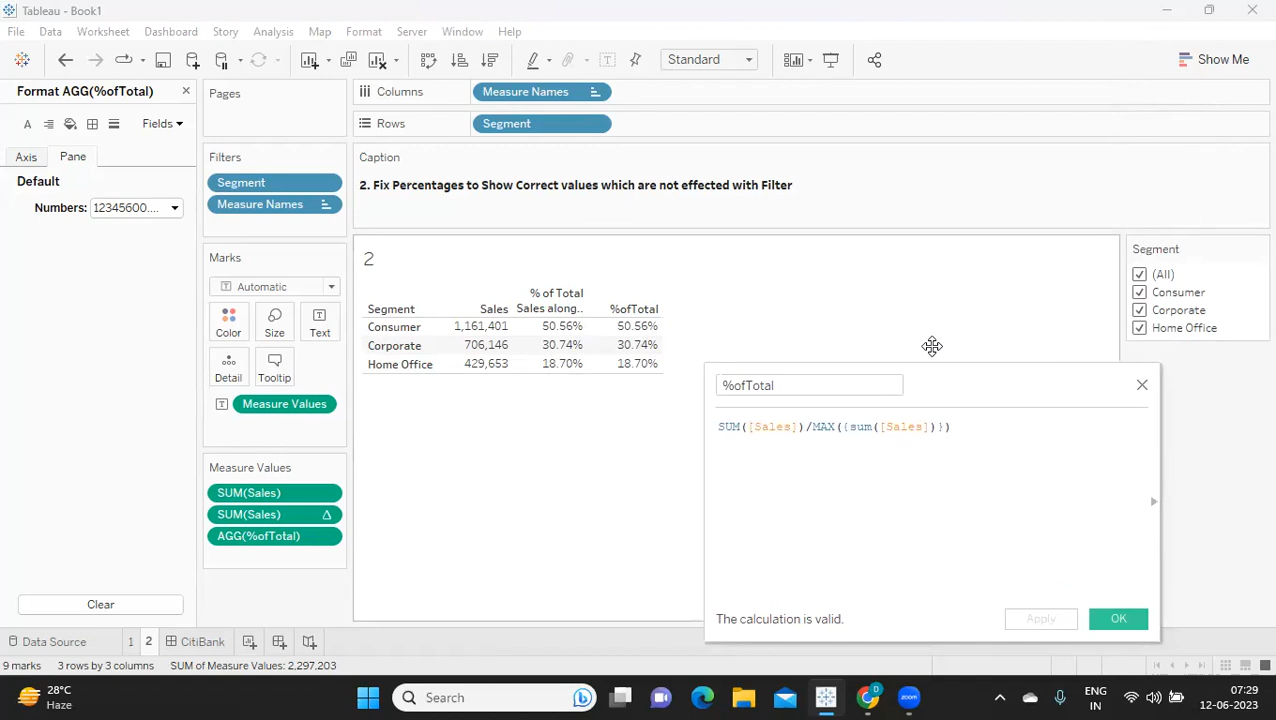 Tableau - Book1
File Data Worksheet Dashboard Story Analysis Map Format Server Window Help
Standard
Show Me
Format AGG(%ofTotal)
Fields
Axis Pane
Default
Numbers: 12345600....
Clear
Pages
Filters
Segment
Measure Names
Marks
Automatic
Color Size Text
Detail Tooltip
Measure Values
Measure Values
SUM(Sales)
SUM(Sales)
AGG(%ofTotal)
Columns Measure Names
Rows Segment
Caption
2. Fix Percentages to Show Correct values which are not effected with Filter
2
% of Total
Segment Sales Sales along.. %ofTotal
Consumer 1,161,401 50.56% 50.56%
Corporate 706,146 30.74% 30.74%
Home Office 429,653 18.70% 18.70%
Segment
(All)
Consumer
Corporate
Home Office
%ofTotal
SUM([Sales])/MAX({sum([Sales])})
The calculation is valid.
Apply OK
Data Source 1 2 CitiBank
9 marks 3 rows by 3 columns SUM of Measure Values: 2,297,203
28°C
Haze
Search
zoom
ENG
IN
07:29
12-06-2023